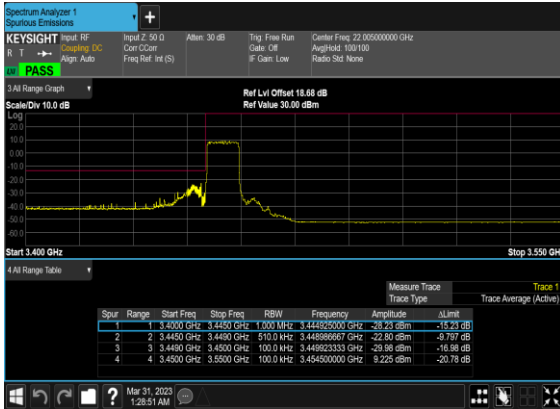 Spectrum Analyzer 1
Spurious Emissions
+
KEYSIGHT Input: RF Input Z: 50 Ω Atten: 30 dB Trig: Free Run Center Freq: 22.005000000 GHz
R T Coupling: DC Corr CCorr Gate: Off Avg|Hold: 100/100
Align: Auto Freq Ref: Int (S) IF Gain: Low Radio Std: None
PASS
3 All Range Graph
Ref Lvl Offset 18.68 dB
Scale/Div 10.0 dB Ref Value 30.00 dBm
Log
20.0
10.0
0.00
-10.0
-20.0
-30.0
-40.0
-50.0
-60.0
Start 3.400 GHz Stop 3.550 GH
4 All Range Table
Measure Trace Trace 1
Trace Type Trace Average (Active)
Spur Range Start Freq Stop Freq RBW Frequency Amplitude ΔLimit
1 1 3.4000 GHz 3.4450 GHz 1.000 MHz 3.444925000 GHz -28.23 dBm -15.23 dB
2 2 3.4450 GHz 3.4490 GHz 510.0 kHz 3.448986667 GHz -22.80 dBm -9.797 dB
3 3 3.4490 GHz 3.4500 GHz 100.0 kHz 3.449923333 GHz -29.98 dBm -16.98 dB
4 4 3.4500 GHz 3.5500 GHz 100.0 kHz 3.454500000 GHz 9.225 dBm -20.78 dB
? Mar 31, 2023
1:28:51 AM